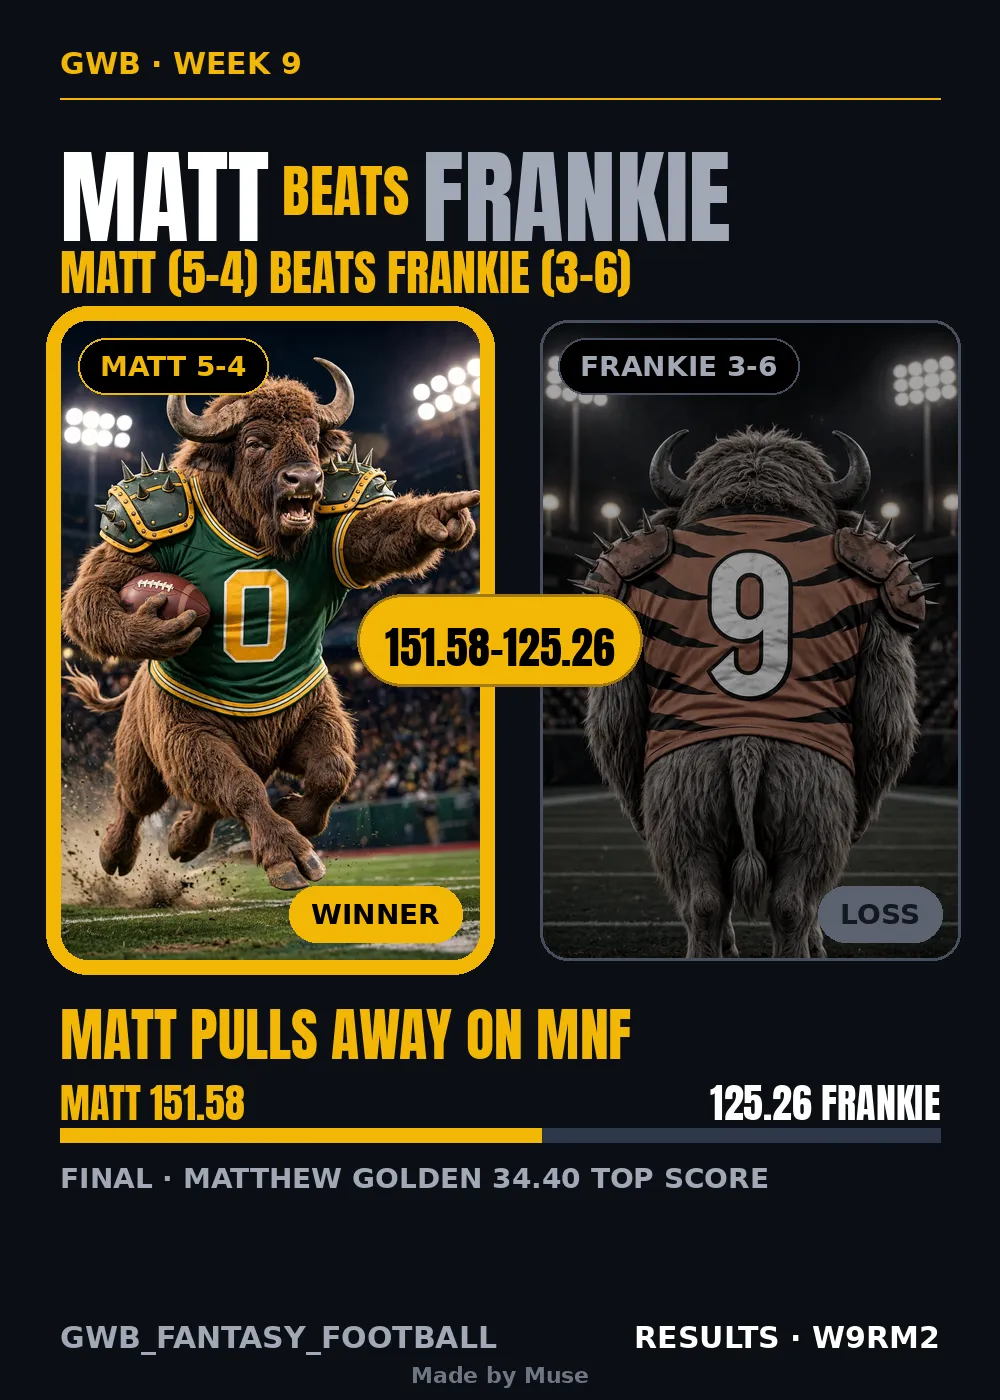 GWB · WEEK 9
MATT BEATS FRANKIE
MATT (5-4) BEATS FRANKIE (3-6)
MATT 5-4
FRANKIE 3-6
0
9
151.58-125.26
WINNER
LOSS
MATT PULLS AWAY ON MNF
MATT 151.58
125.26 FRANKIE
FINAL · MATTHEW GOLDEN 34.40 TOP SCORE
GWB_FANTASY_FOOTBALL
RESULTS · W9RM2
Made by Muse